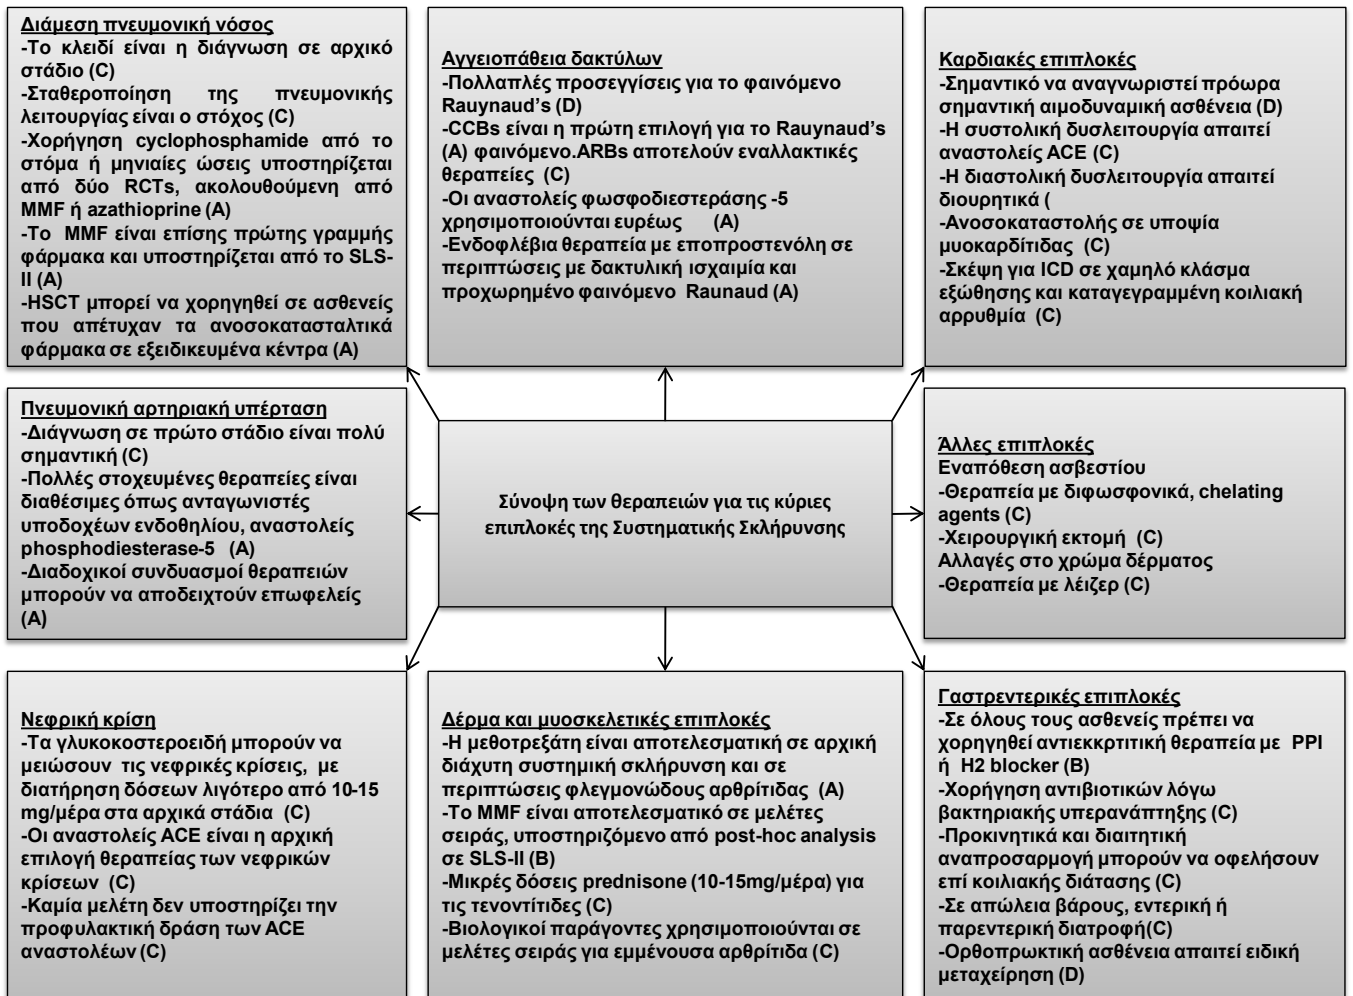 Διάμεση πνευμονική νόσος
-Το κλειδί είναι η διάγνωση σε αρχικό
στάδιο (C)
-Σταθεροποίηση της πνευμονικής
λειτουργίας είναι ο στόχος (C)
-Χορήγηση cyclophosphamide από το
στόμα ή μηνιαίες ώσεις υποστηρίζεται
από δύο RCTs, ακολουθούμενη από
MMF ή azathioprine (A)
-Το MMF είναι επίσης πρώτης γραμμής
φάρμακα και υποστηρίζεται από το SLS-
II (A)
-HSCT μπορεί να χορηγηθεί σε ασθενείς
που απέτυχαν τα ανοσοκατασταλτικά
φάρμακα σε εξειδικευμένα κέντρα (A)
Αγγειοπάθεια δακτύλων
-Πολλαπλές προσεγγίσεις για το φαινόμενο
Rauynaud's (D)
-CCBs είναι η πρώτη επιλογή για το Rauynaud's
(A) φαινόμενο.ARBs αποτελούν εναλλακτικές
θεραπείες (C)
-Οι αναστολείς φωσφοδιεστεράσης -5
χρησιμοποιούνται ευρέως (A)
-Ενδοφλέβια θεραπεία με εποπροστενόλη σε
περιπτώσεις με δακτυλική ισχαιμία και
προχωρημένο φαινόμενο Raunaud (A)
Καρδιακές επιπλοκές
-Σημαντικό να αναγνωριστεί πρόωρα
σημαντική αιμοδυναμική ασθένεια (D)
-Η συστολική δυσλειτουργία απαιτεί
αναστολείς ACE (C)
-Η διαστολική δυσλειτουργία απαιτεί
διουρητικά (
-Ανοσοκαταστολής σε υποψία
μυοκαρδίτιδας (C)
-Σκέψη για ICD σε χαμηλό κλάσμα
εξώθησης και καταγεγραμμένη κοιλιακή
αρρυθμία (C)
Πνευμονική αρτηριακή υπέρταση
-Διάγνωση σε πρώτο στάδιο είναι πολύ
σημαντική (C)
-Πολλές στοχευμένες θεραπείες είναι
διαθέσιμες όπως ανταγωνιστές
υποδοχέων ενδοθηλίου, αναστολείς
phosphodiesterase-5 (A)
-Διαδοχικοί συνδυασμοί θεραπειών
μπορούν να αποδειχτούν επωφελείς
(A)
Σύνοψη των θεραπειών για τις κύριες
επιπλοκές της Συστηματικής Σκλήρυνσης
Άλλες επιπλοκές
Εναπόθεση ασβεστίου
-Θεραπεία με διφωσφονικά, chelating
agents (C)
-Χειρουργική εκτομή (C)
Αλλαγές στο χρώμα δέρματος
-Θεραπεία με λέιζερ (C)
Νεφρική κρίση
-Τα γλυκοκοστεροειδή μπορούν να
μειώσουν τις νεφρικές κρίσεις, με
διατήρηση δόσεων λιγότερο από 10-15
mg/μέρα στα αρχικά στάδια (C)
-Οι αναστολείς ACE είναι η αρχική
επιλογή θεραπείας των νεφρικών
κρίσεων (C)
-Καμία μελέτη δεν υποστηρίζει την
προφυλακτική δράση των ACE
αναστολέων (C)
Δέρμα και μυοσκελετικές επιπλοκές
-Η μεθοτρεξάτη είναι αποτελεσματική σε αρχική
διάχυτη συστημική σκλήρυνση και σε
περιπτώσεις φλεγμονώδους αρθρίτιδας (A)
-Το MMF είναι αποτελεσματικό σε μελέτες
σειράς, υποστηριζόμενο από post-hoc analysis
σε SLS-II (B)
-Μικρές δόσεις prednisone (10-15mg/μέρα) για
τις τενοντίτιδες (C)
-Βιολογικοί παράγοντες χρησιμοποιούνται σε
μελέτες σειράς για εμμένουσα αρθρίτιδα (C)
Γαστρεντερικές επιπλοκές
-Σε όλους τους ασθενείς πρέπει να
χορηγηθεί αντιεκκρτιτική θεραπεία με PPI
ή H2 blocker (B)
-Χορήγηση αντιβιοτικών λόγω
βακτηριακής υπερανάπτηξης (C)
-Προκινητικά και διαιτητική
αναπροσαρμογή μπορούν να οφελήσουν
επί κοιλιακής διάτασης (C)
-Σε απώλεια βάρους, εντερική ή
παρεντερική διατροφή(C)
-Ορθοπρωκτική ασθένεια απαιτεί ειδική
μεταχείρηση (D)